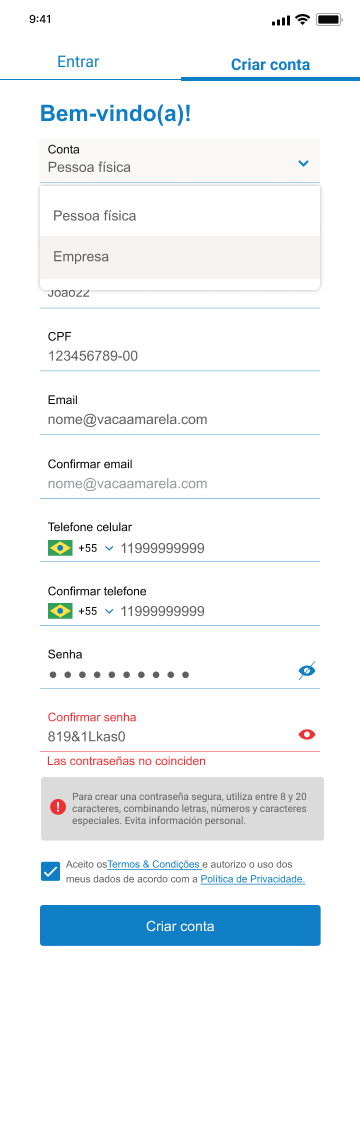 9:41
Entrar
Criar conta
Bem-vindo(a)!
Conta
Pessoa física
Pessoa física
Empresa
Joao22
CPF
123456789-00
Email
nome@vacaamarela.com
Confirmar email
nome@vacaamarela.com
Telefone celular
+55 11999999999
Confirmar telefone
+55 11999999999
Senha
Confirmar senha
819&1Lkas0
Las contraseñas no coinciden
Para crear una contraseña segura, utiliza entre 8 y 20
caracteres, combinando letras, números y caracteres
especiales. Evita información personal.
Aceito osTermos & Condições e autorizo o uso dos
meus dados de acordo com a Política de Privacidade.
Criar conta